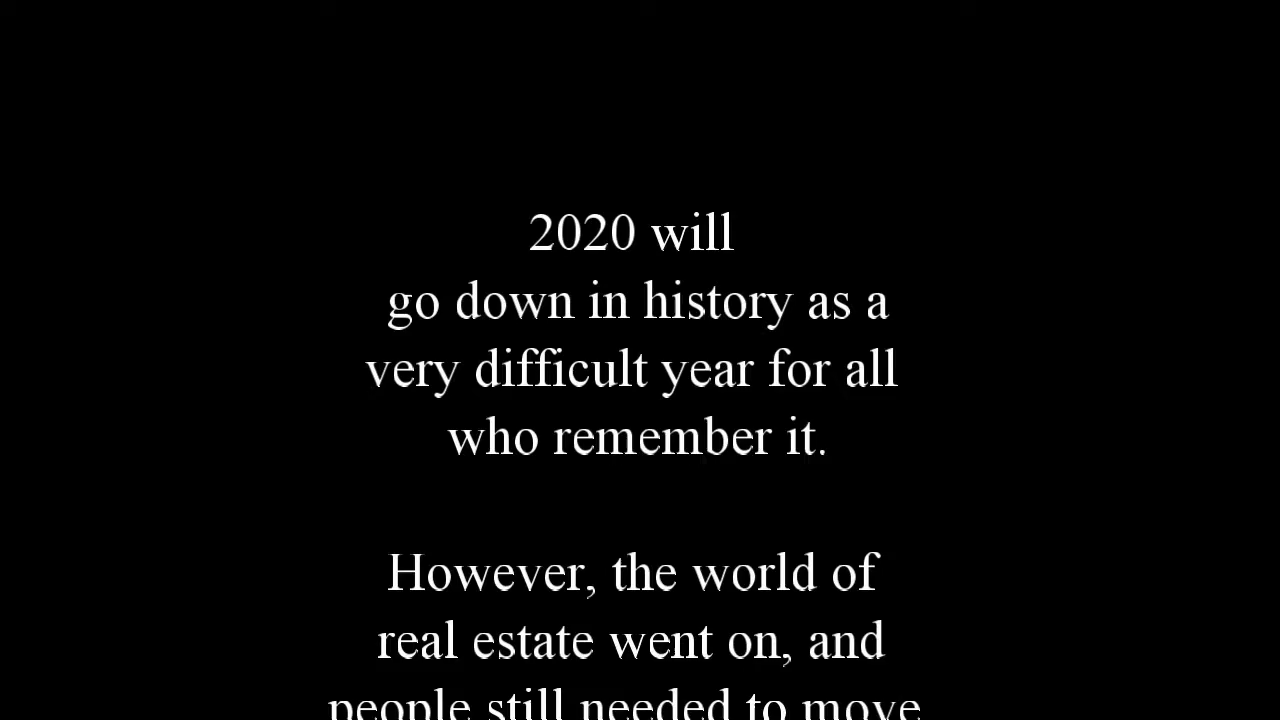 2020 will
go down in history as a
very difficult year for all
who remember it.
However, the world of
real estate went on, and
people still needed to move